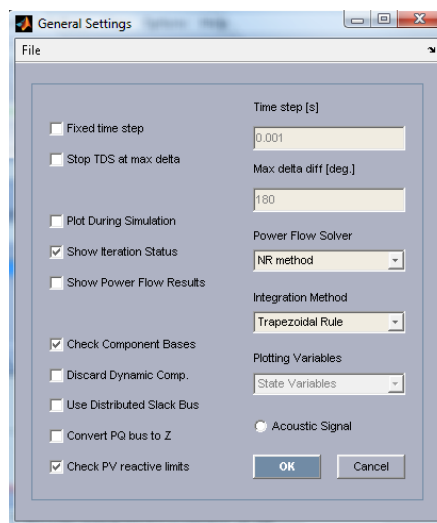 General Settings
File
Time step [s]
Fixed time step
0.001
Stop TDS at max delta
Max delta diff [deg.]
180
Plot During Simulation
Power Flow Solver
Show Iteration Status
NR method
Show Power Flow Results
Integration Method
Trapezoidal Rule
Check Component Bases
Plotting Variables
Discard Dynamic Comp.
State Variables
Use Distributed Slack Bus
Acoustic Signal
Convert PQ bus to Z
Check PV reactive limits
OK
Cancel